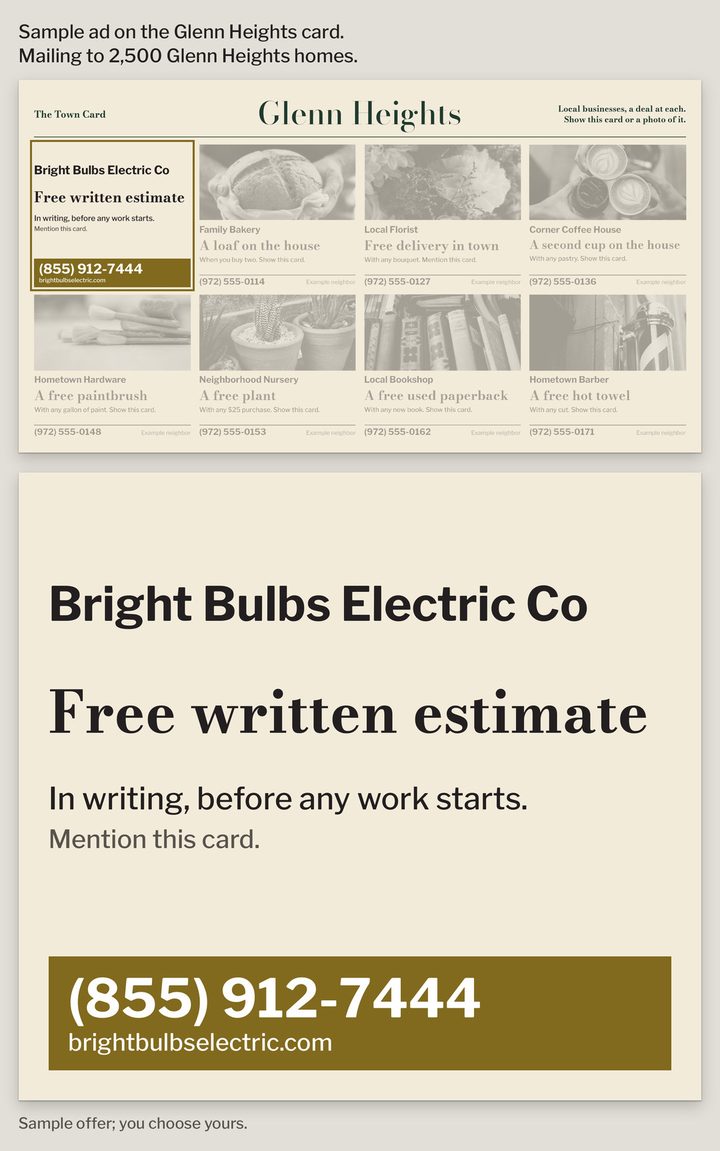 Sample ad on the Glenn Heights card.
Mailing to 2,500 Glenn Heights homes.
The Town Card
Glenn Heights
Local businesses, a deal at each.
Show this card or a photo of it.
Bright Bulbs Electric Co
Free written estimate
In writing, before any work starts.
Mention this card.
(855) 912-7444
brightbulbselectric.com
Family Bakery
A loaf on the house
When you buy two. Show this card.
(972) 555-0114 Example neighbor
Local Florist
Free delivery in town
With any bouquet. Mention this card.
(972) 555-0127 Example neighbor
Corner Coffee House
A second cup on the house
With any pastry. Show this card.
(972) 555-0136 Example neighbor
Hometown Hardware
A free paintbrush
With any gallon of paint. Show this card.
(972) 555-0148 Example neighbor
Neighborhood Nursery
A free plant
With any $25 purchase. Show this card.
(972) 555-0153 Example neighbor
Local Bookshop
A free used paperback
With any new book. Show this card.
(972) 555-0162 Example neighbor
Hometown Barber
A free hot towel
With any cut. Show this card.
(972) 555-0171 Example neighbor
Bright Bulbs Electric Co
Free written estimate
In writing, before any work starts.
Mention this card.
(855) 912-7444
brightbulbselectric.com
Sample offer; you choose yours.